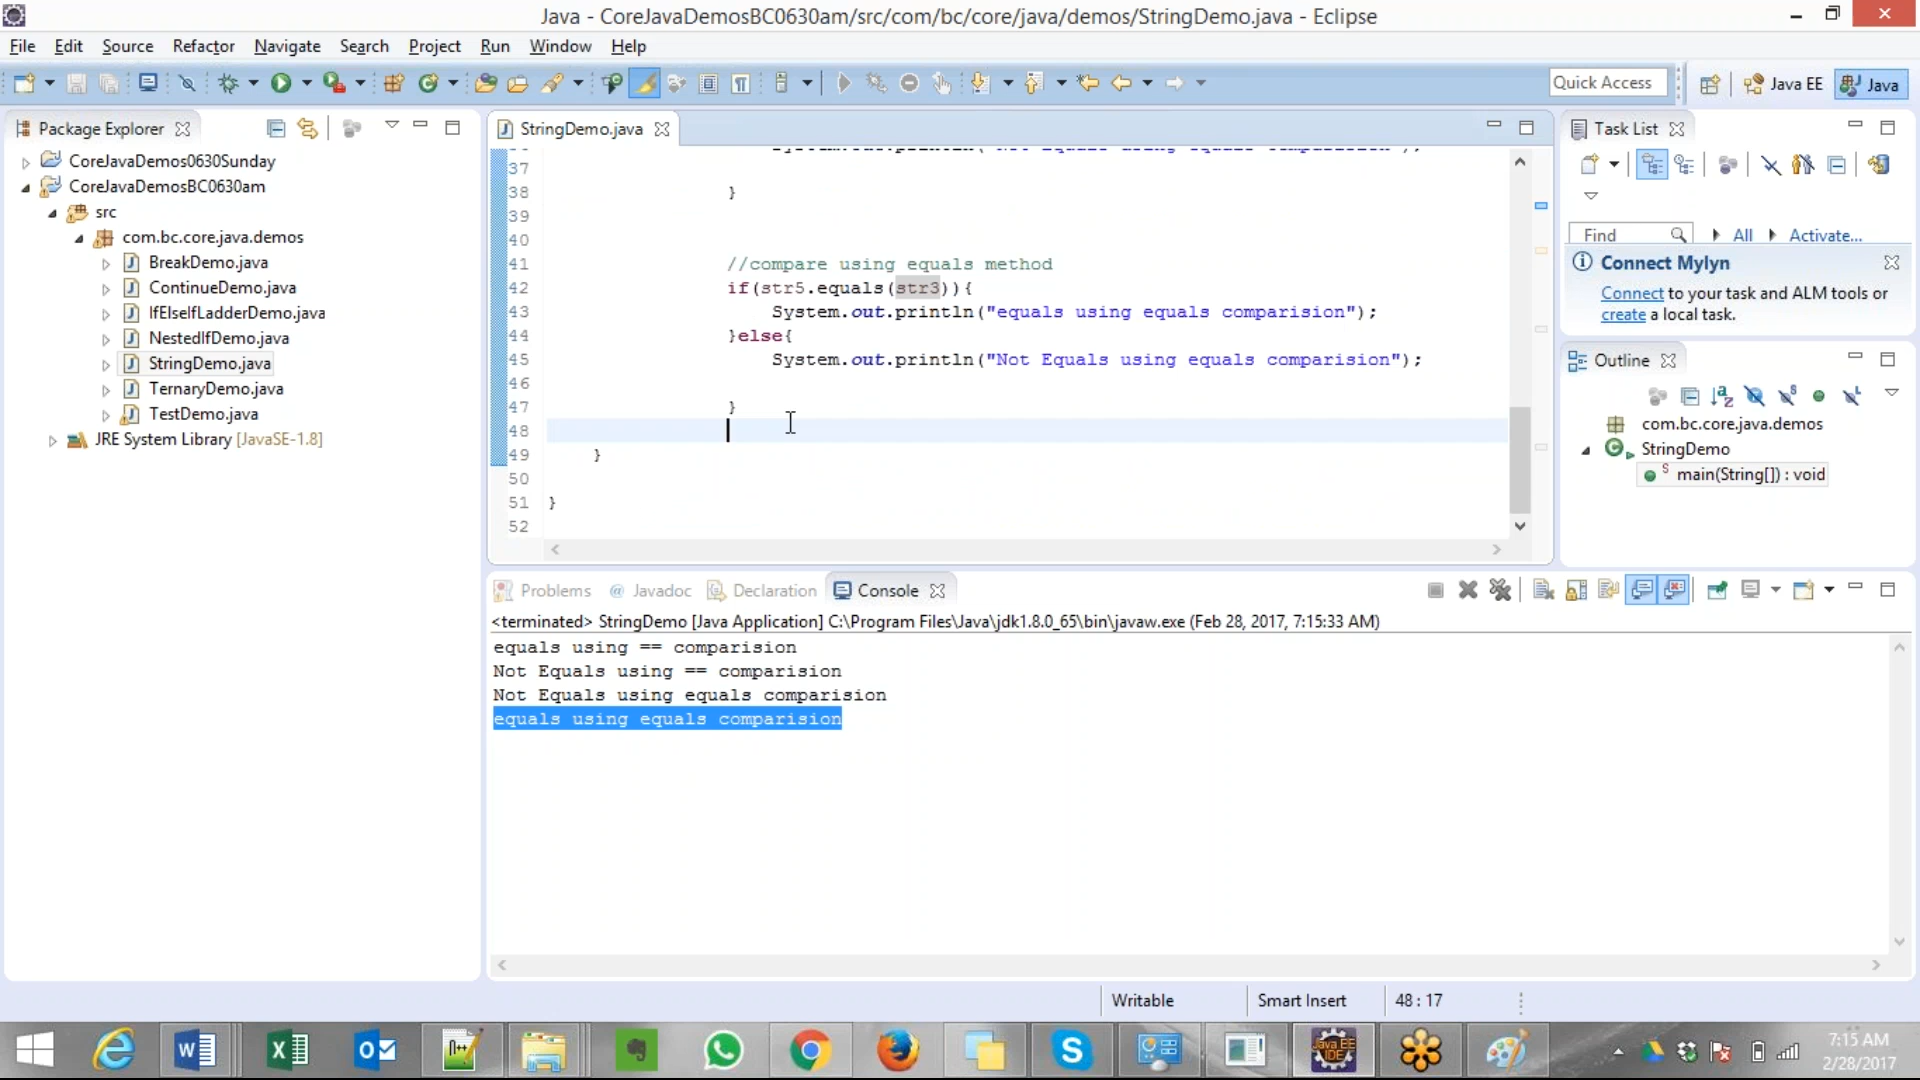 Java - CoreJavaDemosBC0630am/src/com/bc/core/java/demos/StringDemo.java - Eclipse
File Edit Source Refactor Navigate Search Project Run Window Help
Quick Access
Java EE
Java
Package Explorer
CoreJavaDemos0630Sunday
CoreJavaDemosBC0630am
src
com.bc.core.java.demos
BreakDemo.java
ContinueDemo.java
IfElseIfLadderDemo.java
NestedIfDemo.java
StringDemo.java
TernaryDemo.java
TestDemo.java
JRE System Library [JavaSE-1.8]
StringDemo.java
37
38 }
39
40
41 //compare using equals method
42 if(str5.equals(str3)){
43 System.out.println("equals using equals comparision");
44 }else{
45 System.out.println("Not Equals using equals comparision");
46
47 }
48
49 }
50
51 }
52
Task List
Find All Activate...
Connect Mylyn
Connect to your task and ALM tools or
create a local task.
Outline
com.bc.core.java.demos
StringDemo
main(String[]) : void
Problems @ Javadoc Declaration Console
<terminated> StringDemo [Java Application] C:\Program Files\Java\jdk1.8.0_65\bin\javaw.exe (Feb 28, 2017, 7:15:33 AM)
equals using == comparision
Not Equals using == comparision
Not Equals using equals comparision
equals using equals comparision
Writable Smart Insert 48 : 17
7:15 AM
2/28/2017